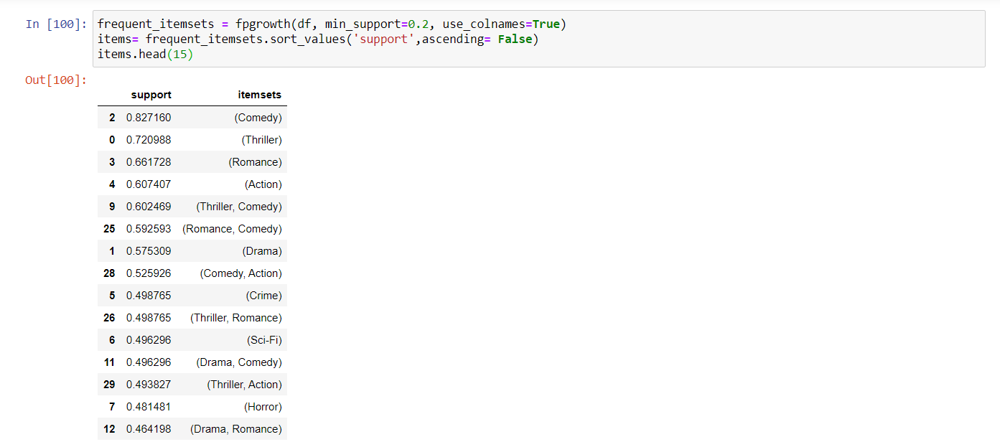 In [100]: frequent_itemsets = fpgrowth(df, min_support=0.2, use_colnames=True)
items= frequent_itemsets.sort_values('support',ascending= False)
items.head(15)
Out[100]:
support itemsets
2 0.827160 (Comedy)
0 0.720988 (Thriller)
3 0.661728 (Romance)
4 0.607407 (Action)
9 0.602469 (Thriller, Comedy)
25 0.592593 (Romance, Comedy)
1 0.575309 (Drama)
28 0.525926 (Comedy, Action)
5 0.498765 (Crime)
26 0.498765 (Thriller, Romance)
6 0.496296 (Sci-Fi)
11 0.496296 (Drama, Comedy)
29 0.493827 (Thriller, Action)
7 0.481481 (Horror)
12 0.464198 (Drama, Romance)